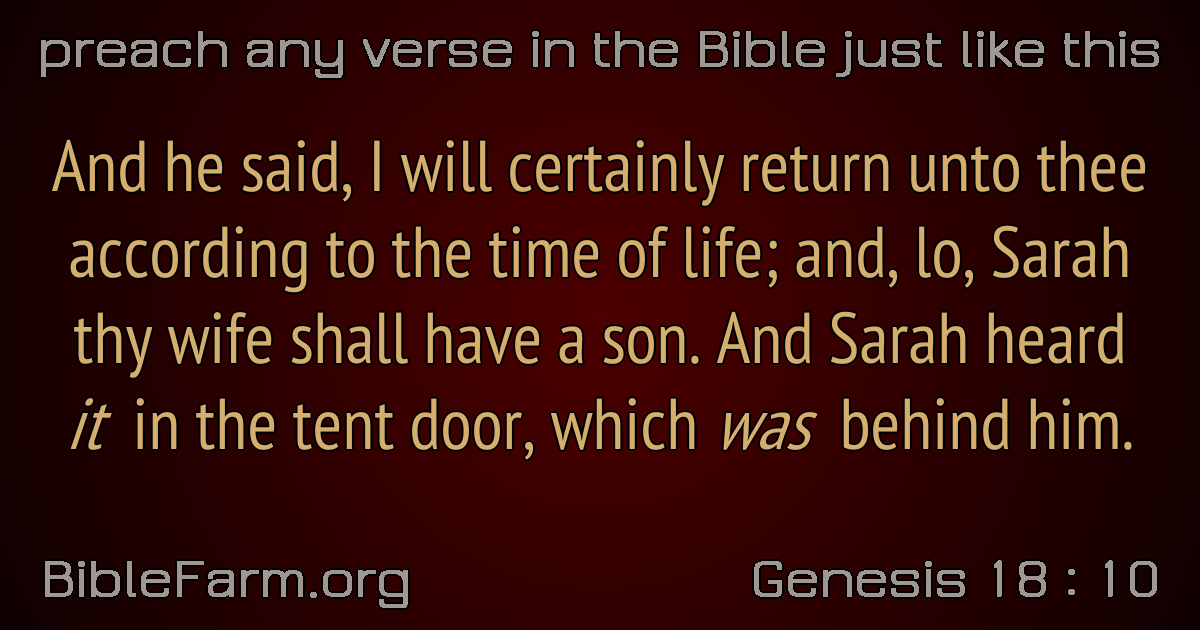 preach any verse in the Bible just like this
And he said, I will certainly return unto thee
according to the time of life; and, lo, Sarah
thy wife shall have a son. And Sarah heard
it in the tent door, which was behind him.
BibleFarm.org
Genesis 18 : 10